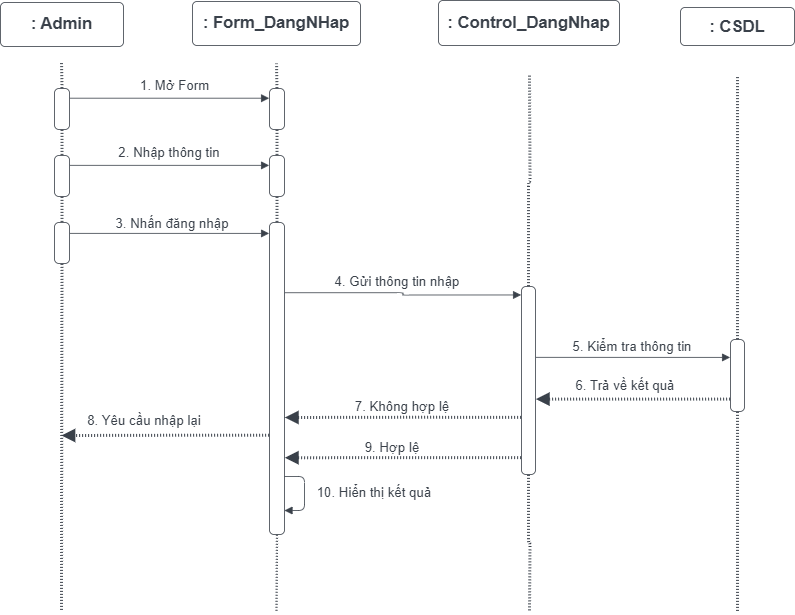 : Admin
: Form_DangNHap
: Control_DangNhap
: CSDL
1. Mở Form
2. Nhập thông tin
3. Nhấn đăng nhập
4. Gửi thông tin nhập
5. Kiểm tra thông tin
6. Trả về kết quả
7. Không hợp lệ
8. Yêu cầu nhập lại
9. Hợp lệ
10. Hiển thị kết quả